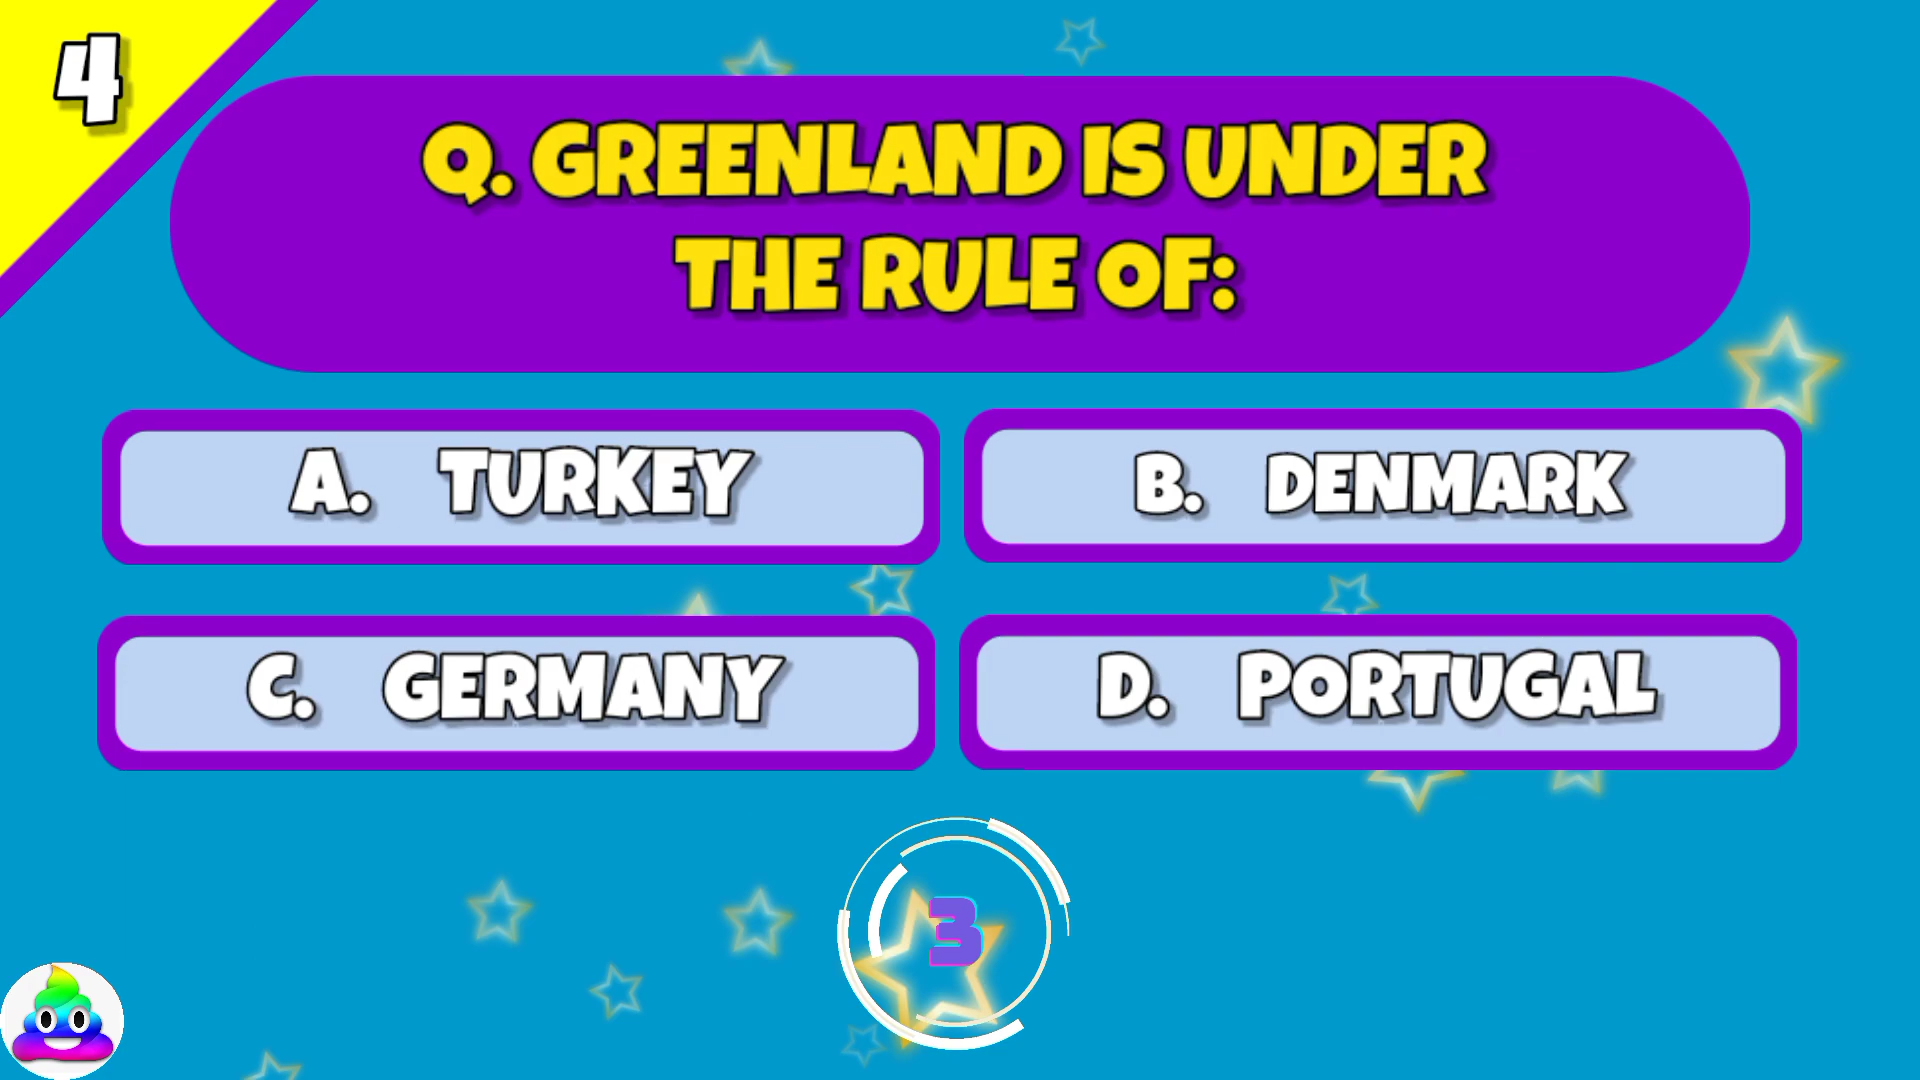 4
Q. GREENLAND IS UNDER
THE RULE OF:
A. TURKEY
B. DENMARK
C. GERMANY
D. PORTUGAL
3